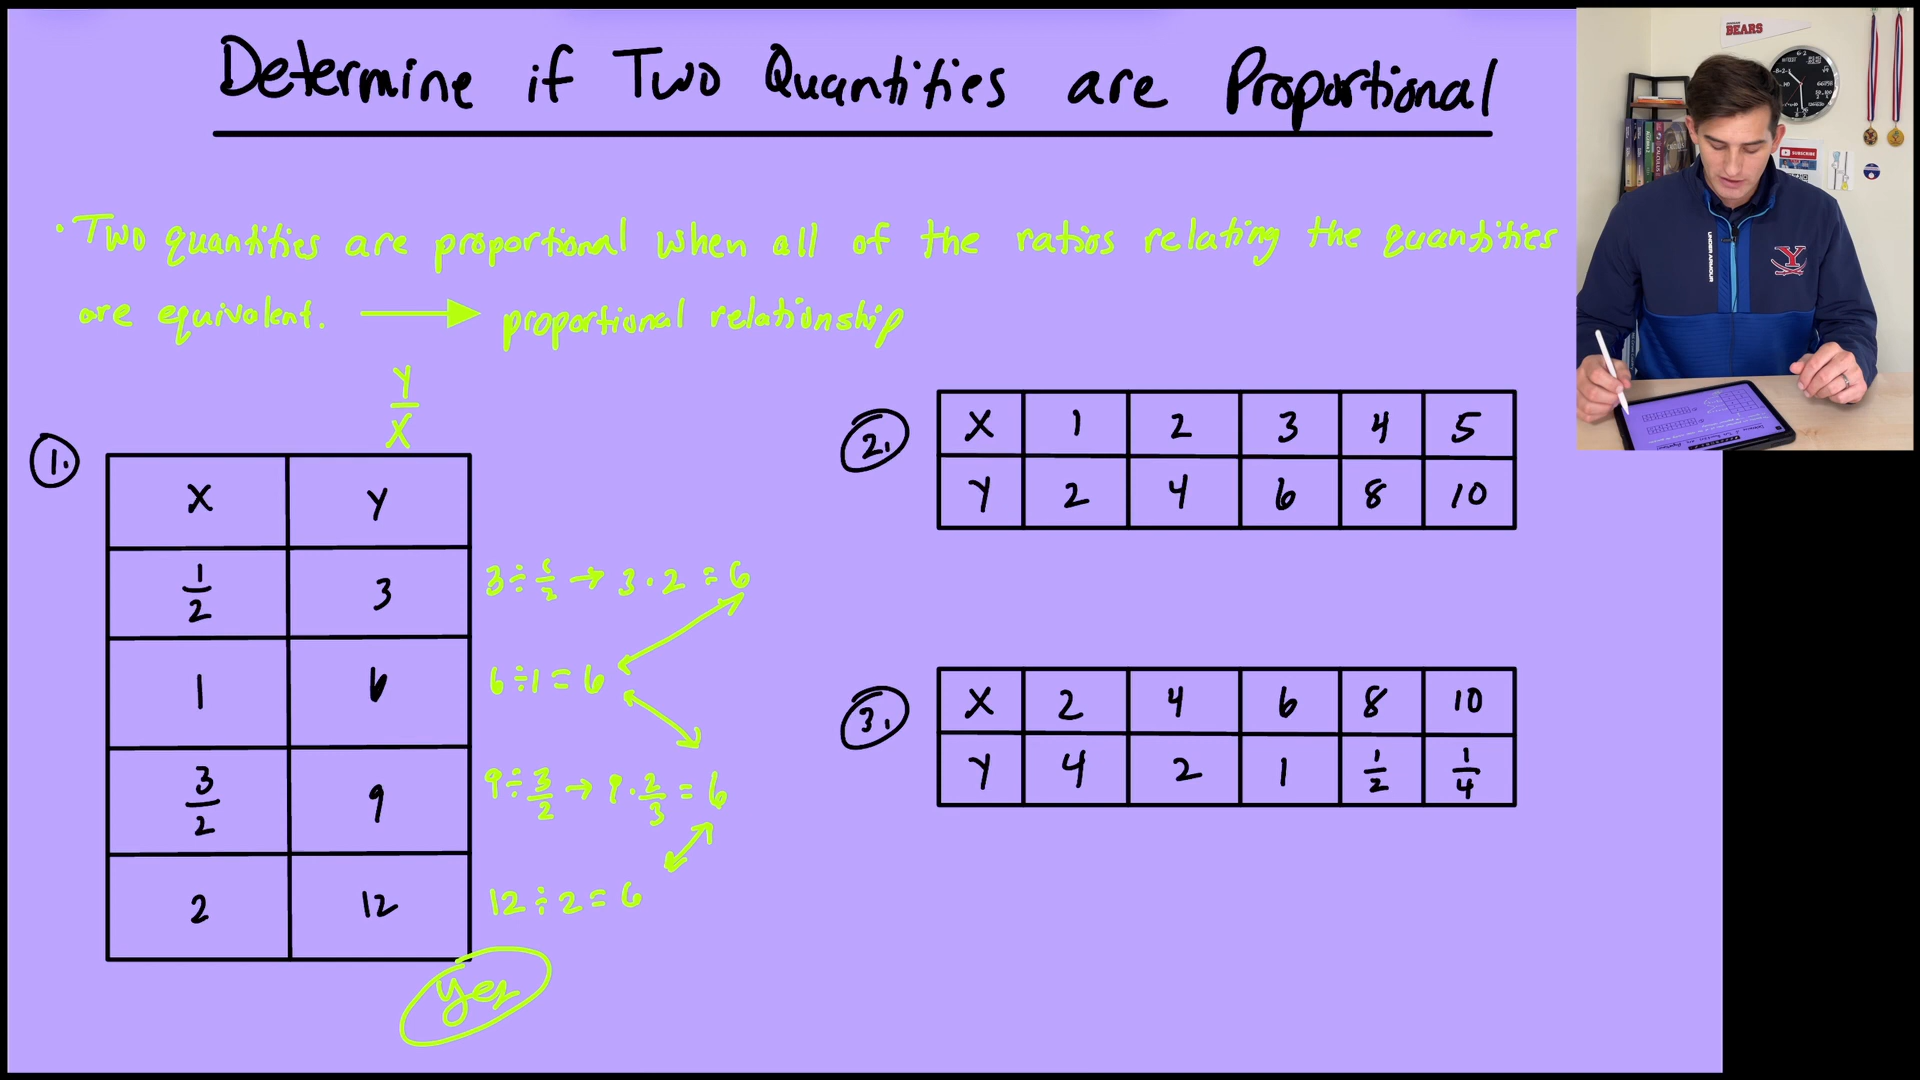 Determine if Two Quantities are Proportional
• Two quantities are proportional when all of the ratios relating the quantities
are equivalent. → proportional relationship
Y
X
1.
X Y
1/2 3
3 ÷ 1/2 → 3 · 2 = 6
1 6
6 ÷ 1 = 6
3/2 9
9 ÷ 3/2 → 9 · 2/3 = 6
2 12
12 ÷ 2 = 6
yes
2.
X 1 2 3 4 5
Y 2 4 6 8 10
3.
X 2 4 6 8 10
Y 4 2 1 1/2 1/4
BEARS
SUBSCRIBE
UNDER ARMOUR
Y